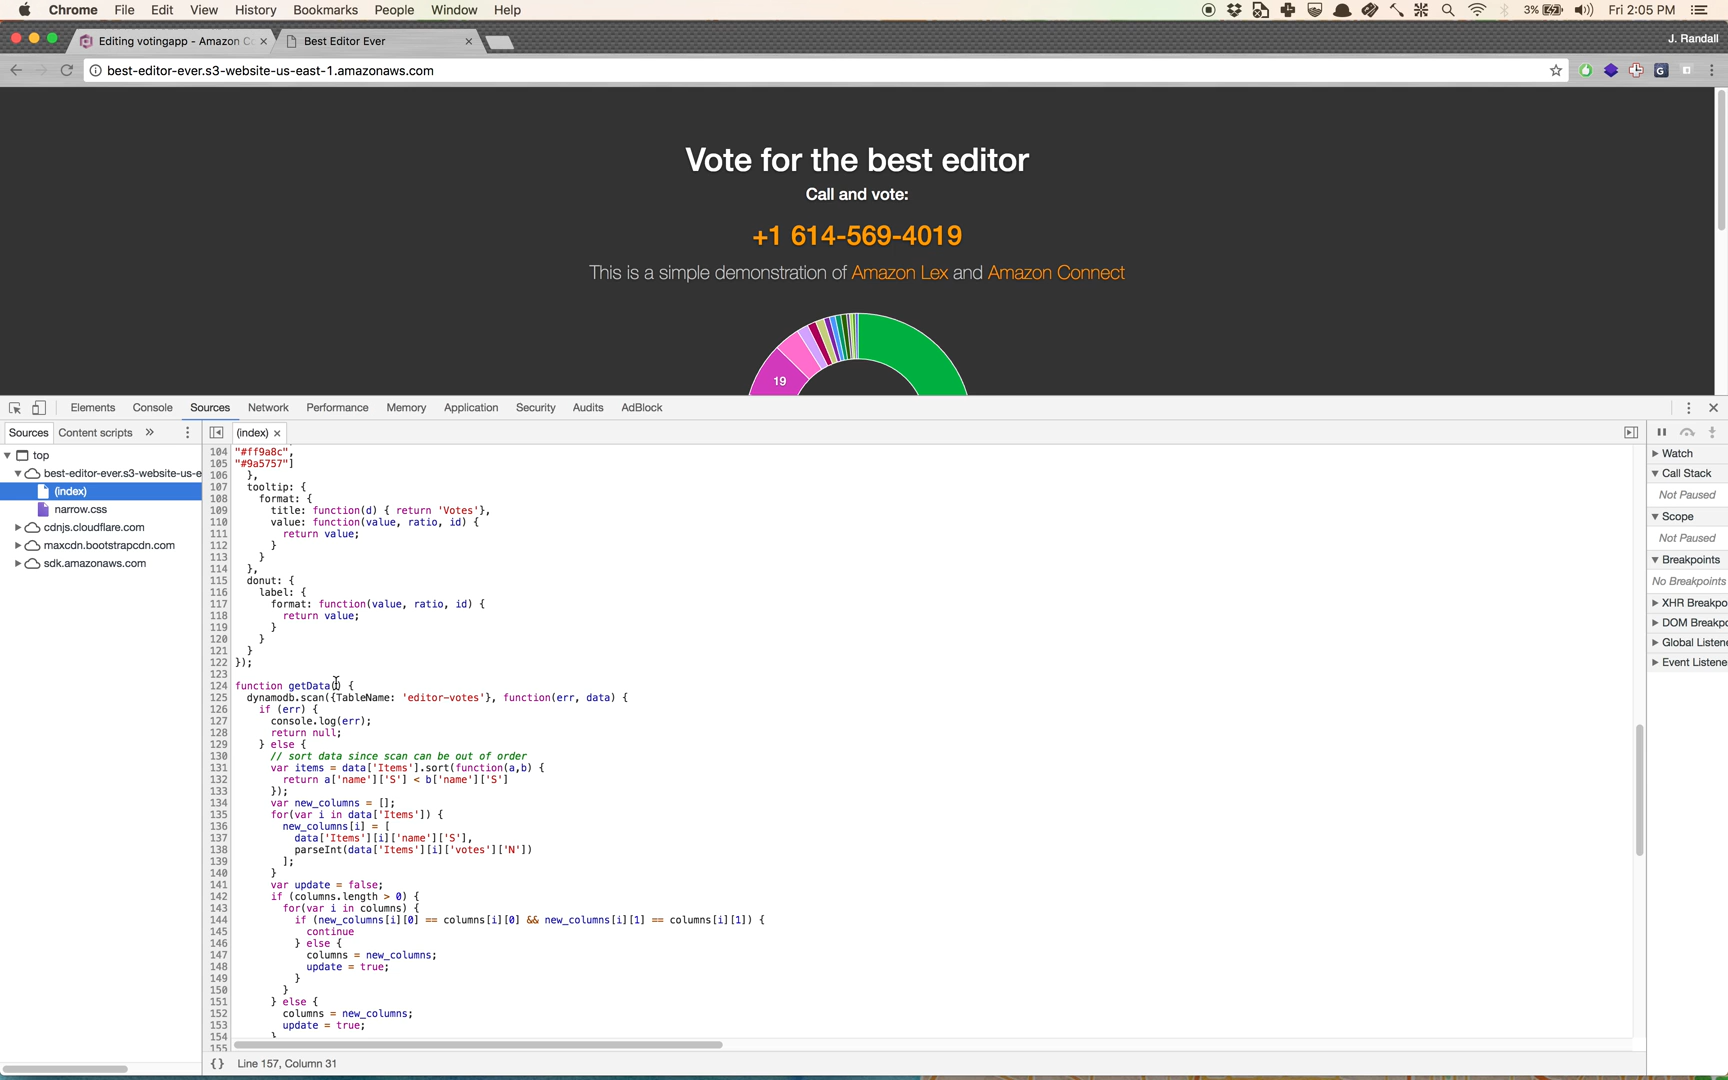 Chrome File Edit View History Bookmarks People Window Help 3% Fri 2:05 PM
Editing votingapp - Amazon C Best Editor Ever J. Randall
best-editor-ever.s3-website-us-east-1.amazonaws.com
Vote for the best editor
Call and vote:
+1 614-569-4019
This is a simple demonstration of Amazon Lex and Amazon Connect
19
Elements Console Sources Network Performance Memory Application Security Audits AdBlock
Sources Content scripts » (index)
top
best-editor-ever.s3-website-us-e
(index)
narrow.css
cdnjs.cloudflare.com
maxcdn.bootstrapcdn.com
sdk.amazonaws.com
104 "#ff9a8c",
105 "#9a5757"]
106 },
107 tooltip: {
108 format: {
109 title: function(d) { return 'Votes'},
110 value: function(value, ratio, id) {
111 return value;
112 }
113 }
114 },
115 donut: {
116 label: {
117 format: function(value, ratio, id) {
118 return value;
119 }
120 }
121 }
122 });
123
124 function getData() {
125 dynamodb.scan({TableName: 'editor-votes'}, function(err, data) {
126 if (err) {
127 console.log(err);
128 return null;
129 } else {
130 // sort data since scan can be out of order
131 var items = data['Items'].sort(function(a,b) {
132 return a['name']['S'] < b['name']['S']
133 });
134 var new_columns = [];
135 for(var i in data['Items']) {
136 new_columns[i] = [
137 data['Items'][i]['name']['S'],
138 parseInt(data['Items'][i]['votes']['N'])
139 ];
140 }
141 var update = false;
142 if (columns.length > 0) {
143 for(var i in columns) {
144 if (new_columns[i][0] == columns[i][0] && new_columns[i][1] == columns[i][1]) {
145 continue
146 } else {
147 columns = new_columns;
148 update = true;
149 }
150 }
151 } else {
152 columns = new_columns;
153 update = true;
154 }
155
{} Line 157, Column 31
Watch
Call Stack
Not Paused
Scope
Not Paused
Breakpoints
No Breakpoints
XHR Breakpo
DOM Breakpo
Global Listene
Event Listene